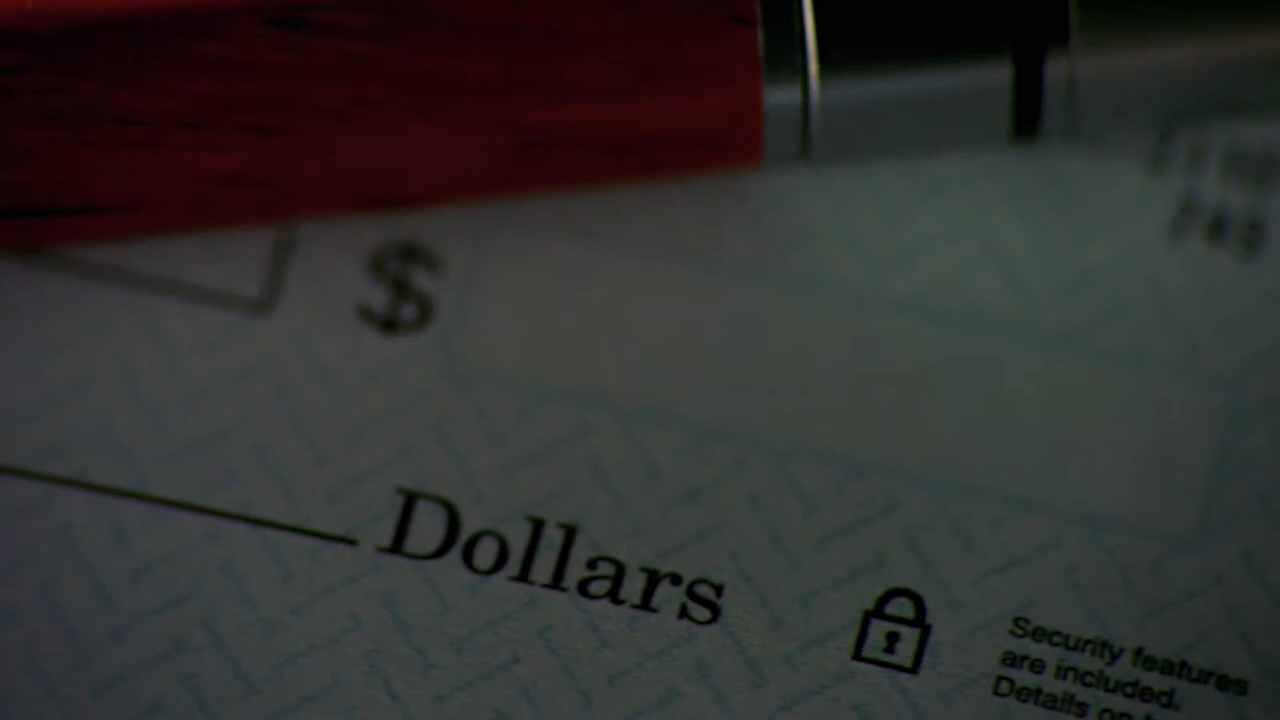 $
Dollars
Security features
are included.
Details on